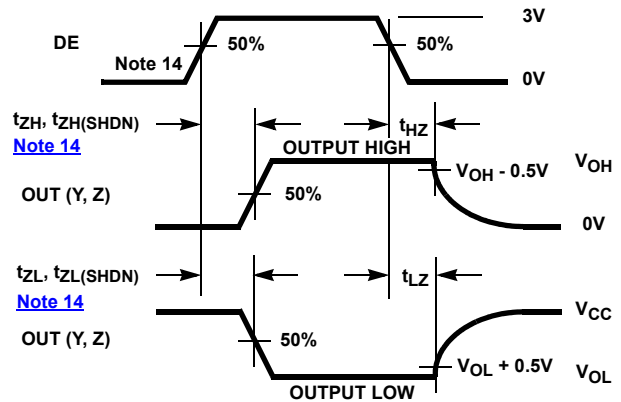 3V
DE
50%
50%
Note 14
0V
tZH, tZH(SHDN)
Note 14
tHZ
OUTPUT HIGH
VOH - 0.5V
VOH
OUT (Y, Z)
50%
0V
tZL, tZL(SHDN)
Note 14
tLZ
VCC
OUT (Y, Z)
50%
VOL + 0.5V
VOL
OUTPUT LOW